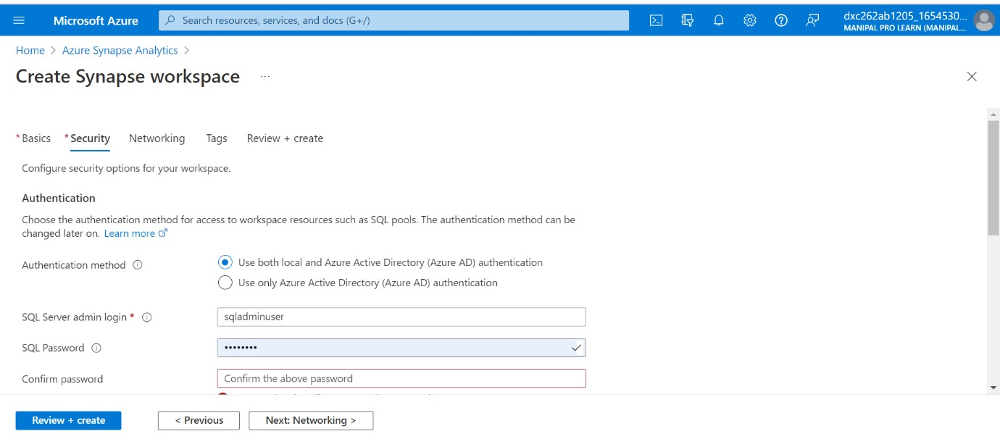 Microsoft Azure
Search resources, services, and docs (G+/)
dxc262ab1205_1654530...
MANIPAL PRO LEARN (MANIPAL...
Home > Azure Synapse Analytics >
Create Synapse workspace ...
* Basics * Security Networking Tags Review + create
Configure security options for your workspace.
Authentication
Choose the authentication method for access to workspace resources such as SQL pools. The authentication method can be
changed later on. Learn more
Authentication method
Use both local and Azure Active Directory (Azure AD) authentication
Use only Azure Active Directory (Azure AD) authentication
SQL Server admin login *
sqladminuser
SQL Password
••••••••
Confirm password
Confirm the above password
Review + create
< Previous
Next: Networking >